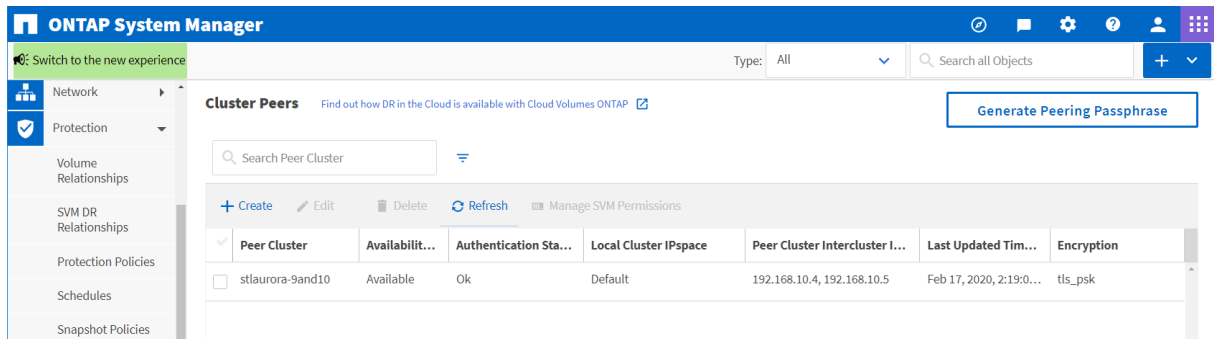 ONTAP System Manager
Switch to the new experience
Type: All
Search all Objects
Network
Protection
Volume
Relationships
SVM DR
Relationships
Protection Policies
Schedules
Snapshot Policies
Cluster Peers Find out how DR in the Cloud is available with Cloud Volumes ONTAP
Generate Peering Passphrase
Search Peer Cluster
+ Create Edit Delete Refresh Manage SVM Permissions
Peer Cluster Availabilit... Authentication Sta... Local Cluster IPspace Peer Cluster Intercluster I... Last Updated Tim... Encryption
stlaurora-9and10 Available Ok Default 192.168.10.4, 192.168.10.5 Feb 17, 2020, 2:19:0... tls_psk